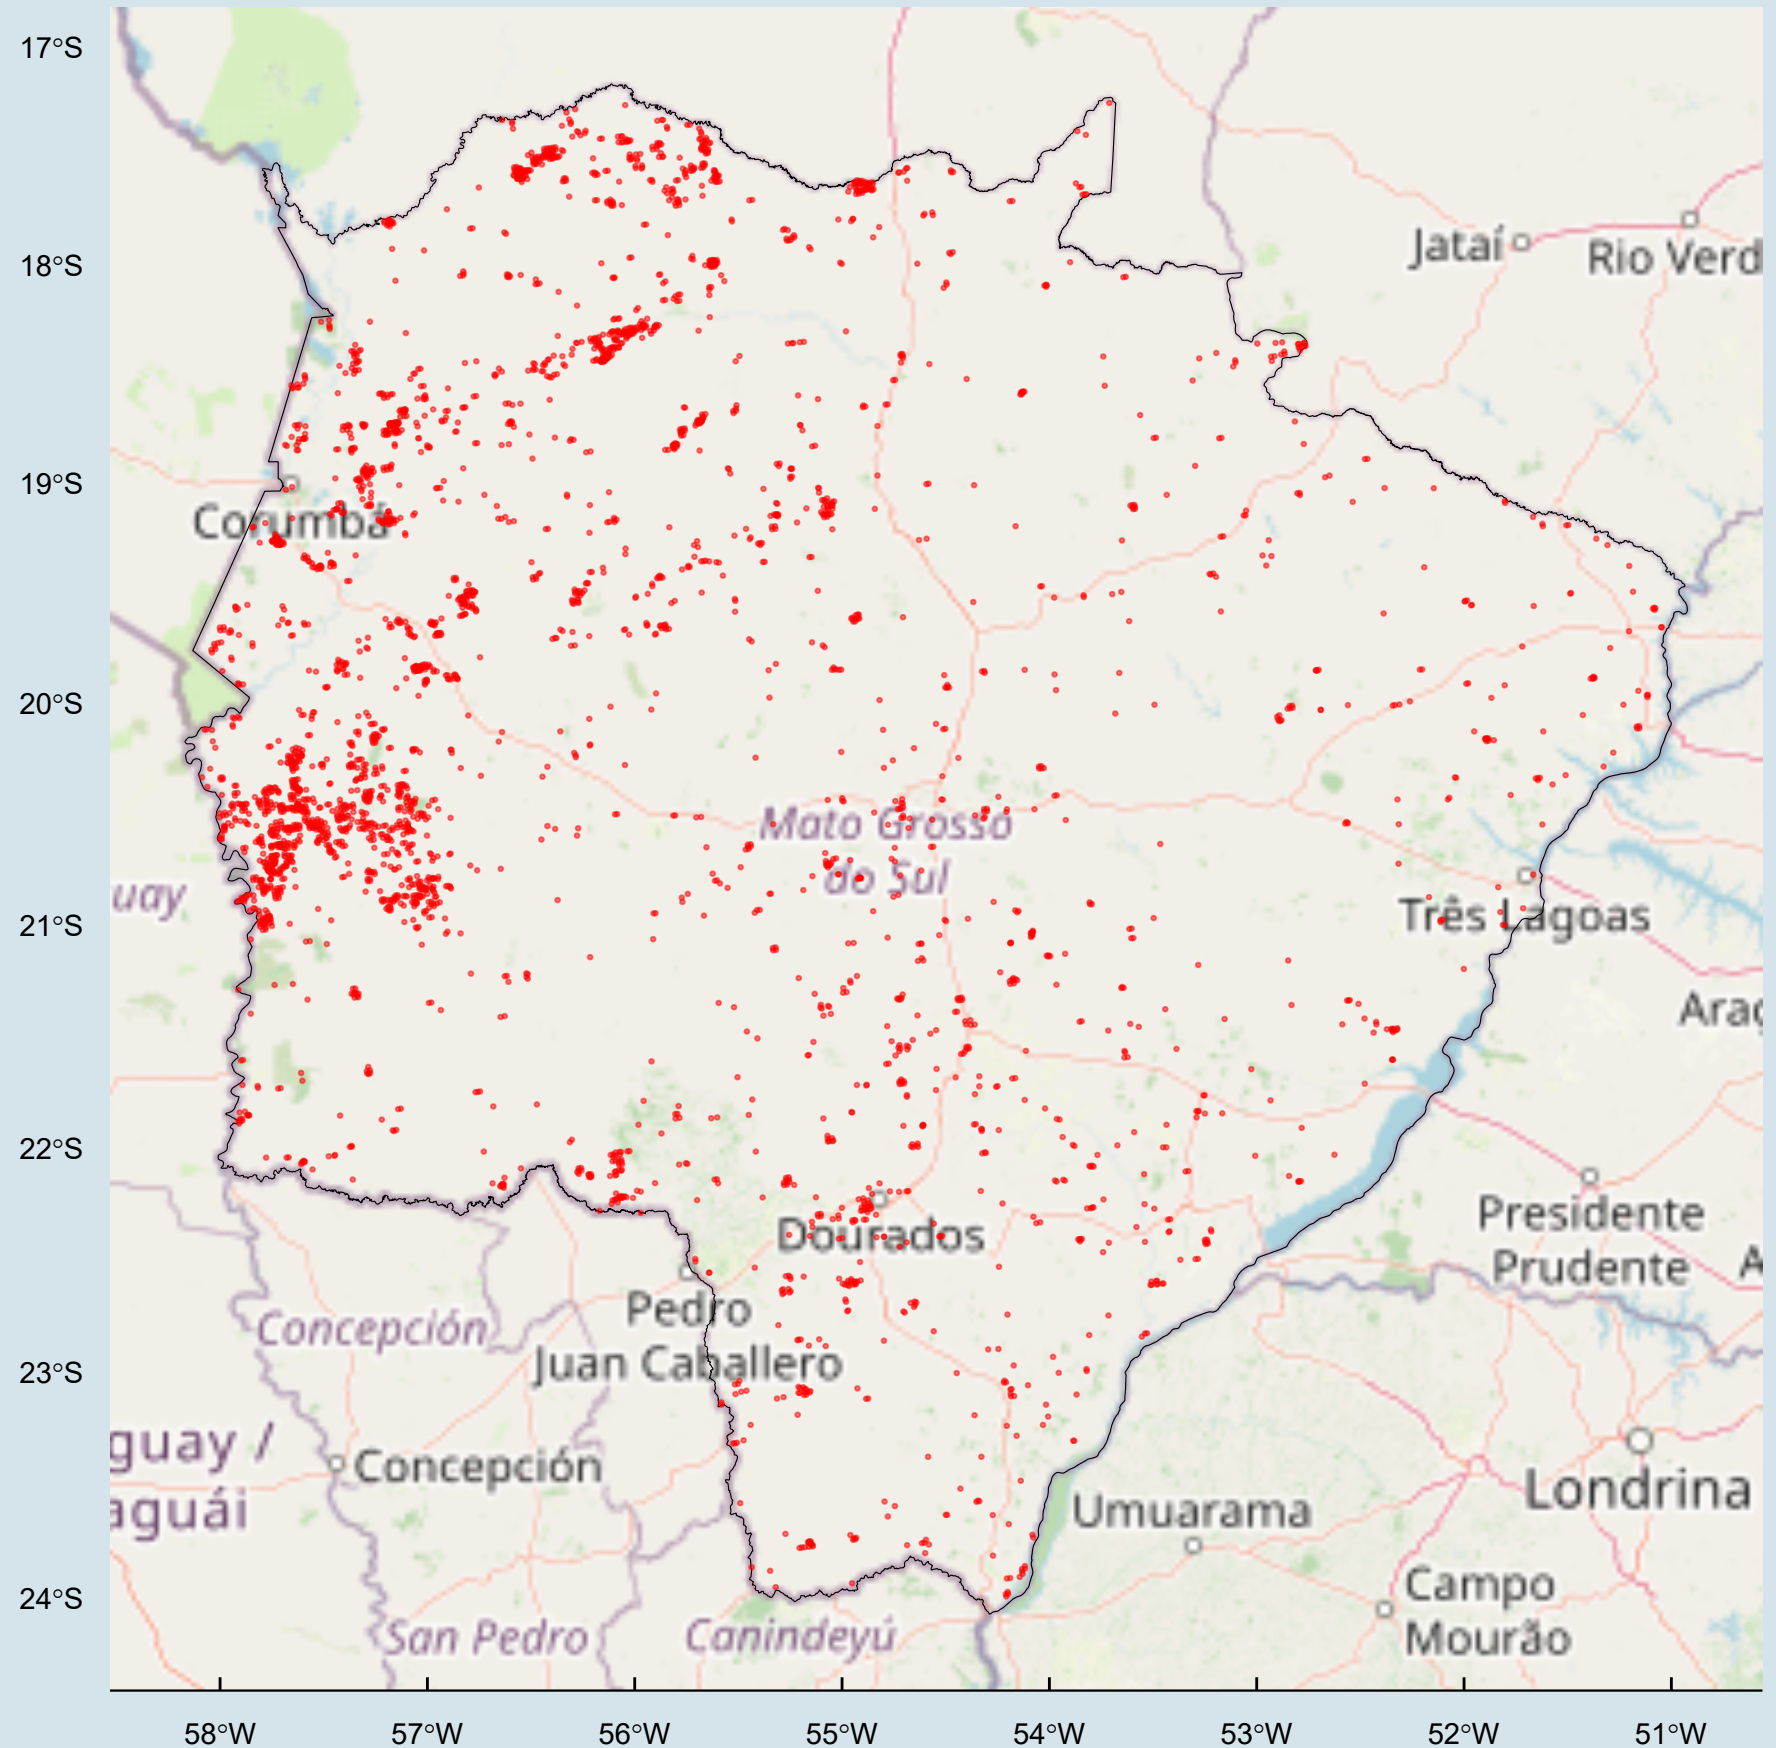 17°S
18°S
19°S
20°S
21°S
22°S
23°S
24°S
58°W
57°W
56°W
55°W
54°W
53°W
52°W
51°W
Jataí
Rio Verd
Corumbá
Mato Grosso
do Sul
uay
Três Lagoas
Araç
Dourados
Presidente
Prudente
A
Pedro
Juan Caballero
Concepción
guay /
aguái
Concepción
Umuarama
Londrina
Campo
Mourão
San Pedro
Canindeyú